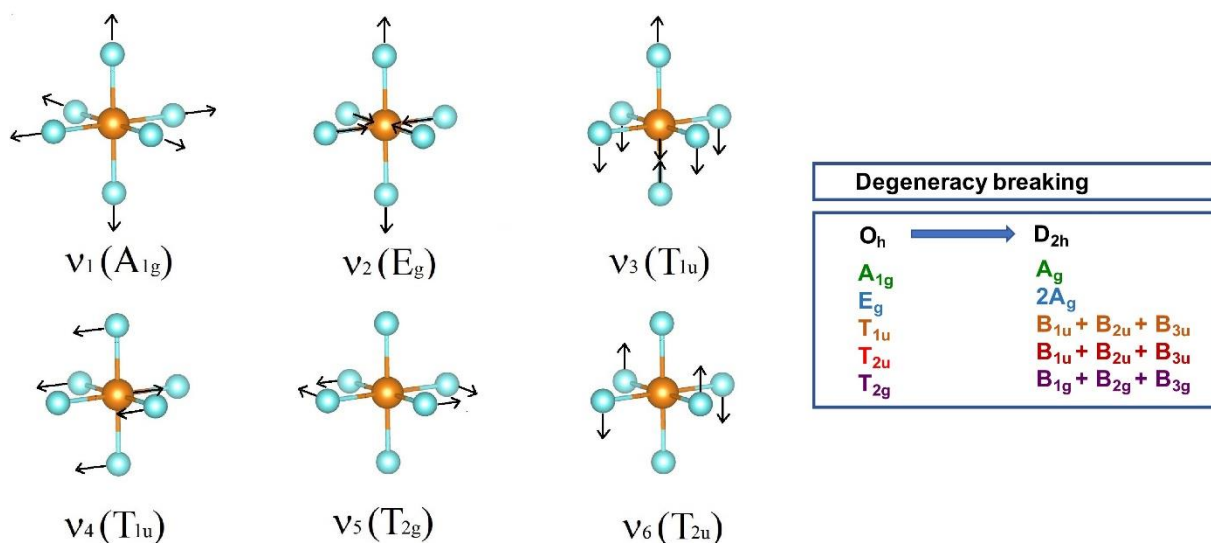 ν₁ (A₁g)
ν₂ (Eg)
ν₃ (T₁u)
ν₄ (T₁u)
ν₅ (T₂g)
ν₆ (T₂u)
Degeneracy breaking
Oₕ D₂ₕ
A₁g Ag
Eg 2Ag
T₁u B₁u + B₂u + B₃u
T₂u B₁u + B₂u + B₃u
T₂g B₁g + B₂g + B₃g